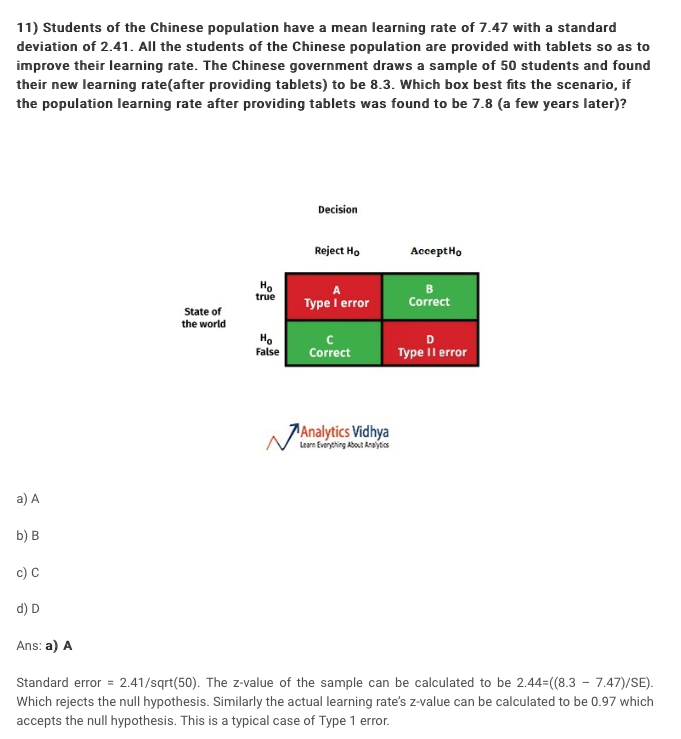 11) Students of the Chinese population have a mean learning rate of 7.47 with a standard
deviation of 2.41. All the students of the Chinese population are provided with tablets so as to
improve their learning rate. The Chinese government draws a sample of 50 students and found
their new learning rate(after providing tablets) to be 8.3. Which box best fits the scenario, if
the population learning rate after providing tablets was found to be 7.8 (a few years later)?
Decision
Reject H₀
AcceptH₀
H₀
true
A
Type I error
B
Correct
State of
the world
H₀
False
C
Correct
D
Type II error
Analytics Vidhya
Learn Everything About Analytics
a) A
b) B
c) C
d) D
Ans: a) A
Standard error = 2.41/sqrt(50). The z-value of the sample can be calculated to be 2.44=((8.3 – 7.47)/SE).
Which rejects the null hypothesis. Similarly the actual learning rate's z-value can be calculated to be 0.97 which
accepts the null hypothesis. This is a typical case of Type 1 error.